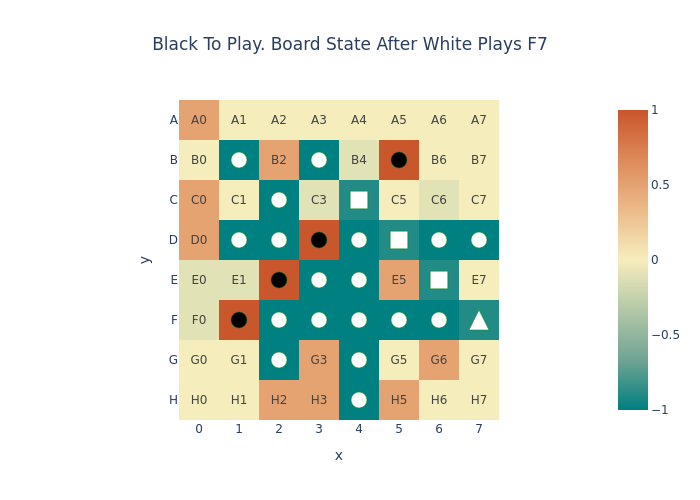 Black To Play. Board State After White Plays F7
A A0 A1 A2 A3 A4 A5 A6 A7
B B0 B2 B4 B6 B7
C C0 C1 C3 C5 C6 C7
D D0
E E0 E1 E5 E7
F F0
G G0 G1 G3 G5 G6 G7
H H0 H1 H2 H3 H5 H6 H7
0 1 2 3 4 5 6 7
x
y
1
0.5
0
−0.5
−1